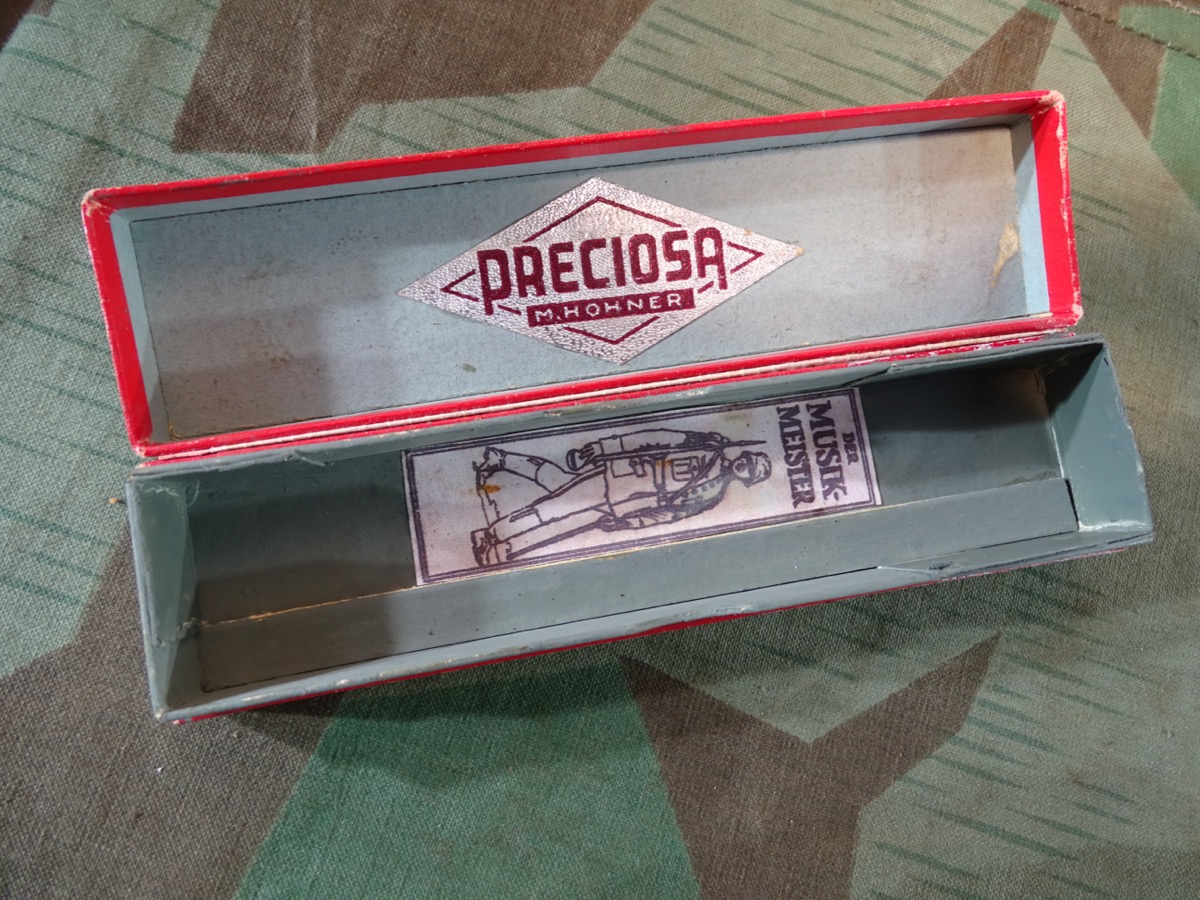 PRECIOSA
M. HOHNER
DER
MUSIK-
MEISTER